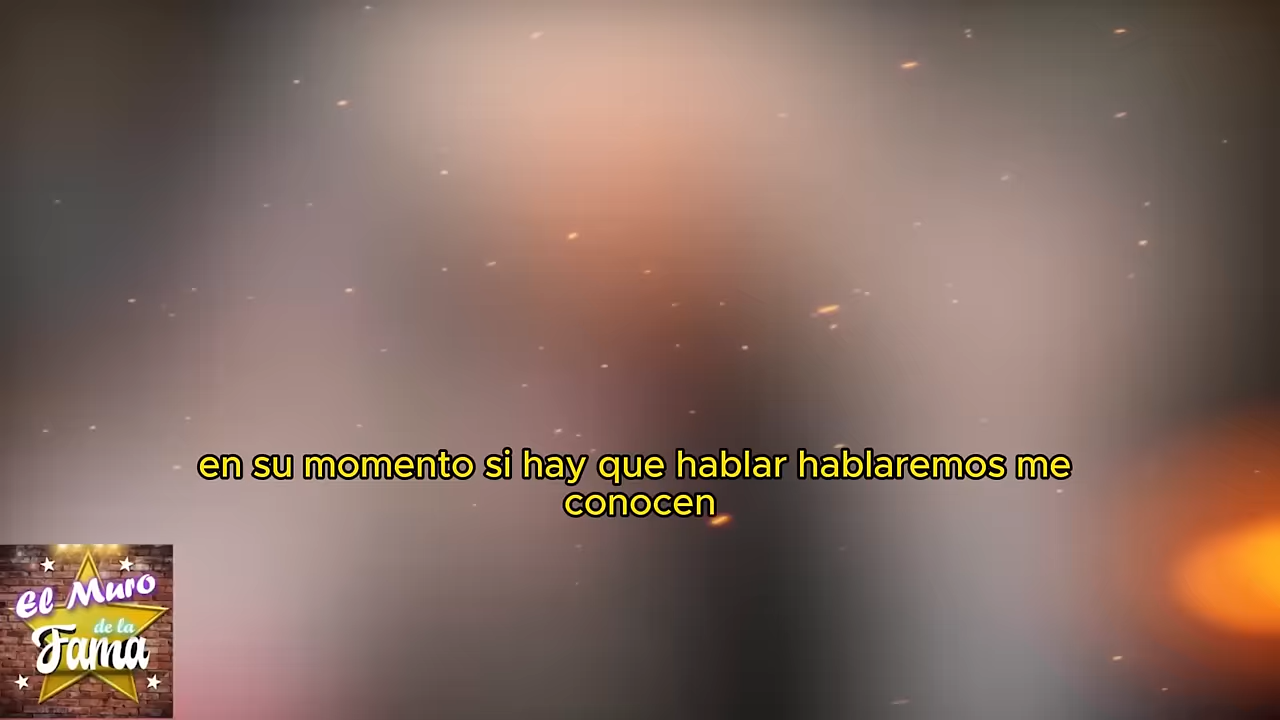 en su momento si hay que hablar hablaremos me
conocen
El Muro
de la
Fama